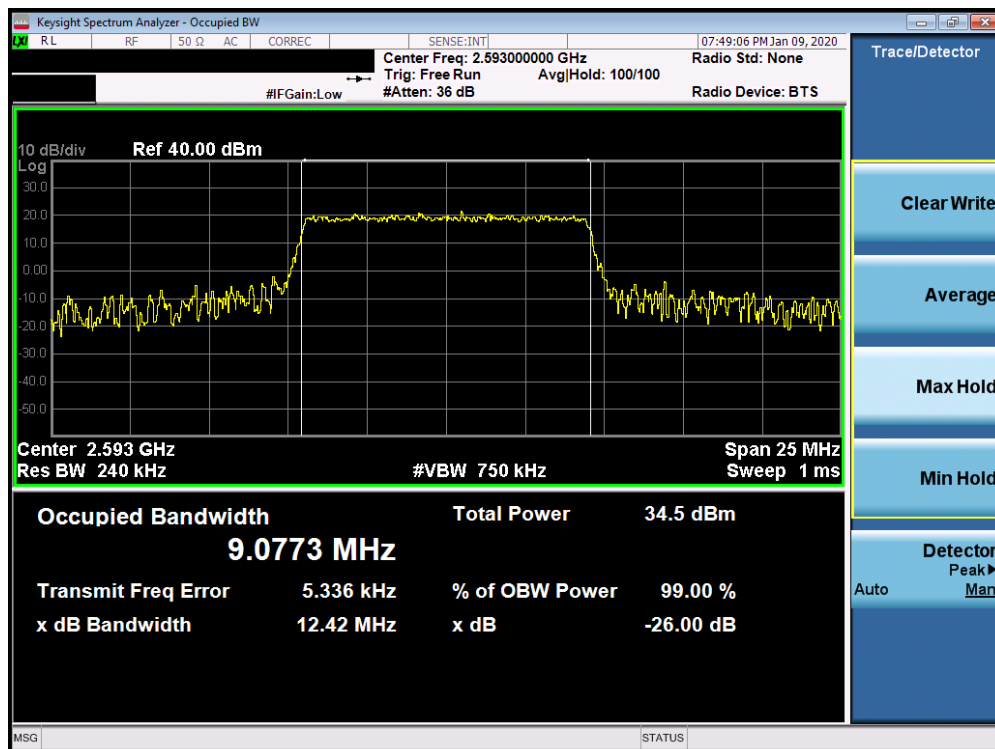 Keysight Spectrum Analyzer - Occupied BW
LXI RL RF 50 Ω AC CORREC SENSE:INT 07:49:06 PM Jan 09, 2020
Center Freq: 2.593000000 GHz Radio Std: None
Trig: Free Run Avg|Hold: 100/100
#IFGain:Low #Atten: 36 dB Radio Device: BTS
Trace/Detector
10 dB/div Ref 40.00 dBm
Log
30.0
20.0
10.0
0.00
-10.0
-20.0
-30.0
-40.0
-50.0
Center 2.593 GHz Span 25 MHz
Res BW 240 kHz #VBW 750 kHz Sweep 1 ms
Occupied Bandwidth Total Power 34.5 dBm
9.0773 MHz
Transmit Freq Error 5.336 kHz % of OBW Power 99.00 %
x dB Bandwidth 12.42 MHz x dB -26.00 dB
Clear Write
Average
Max Hold
Min Hold
Detector
Peak▶
Auto Man
MSG STATUS